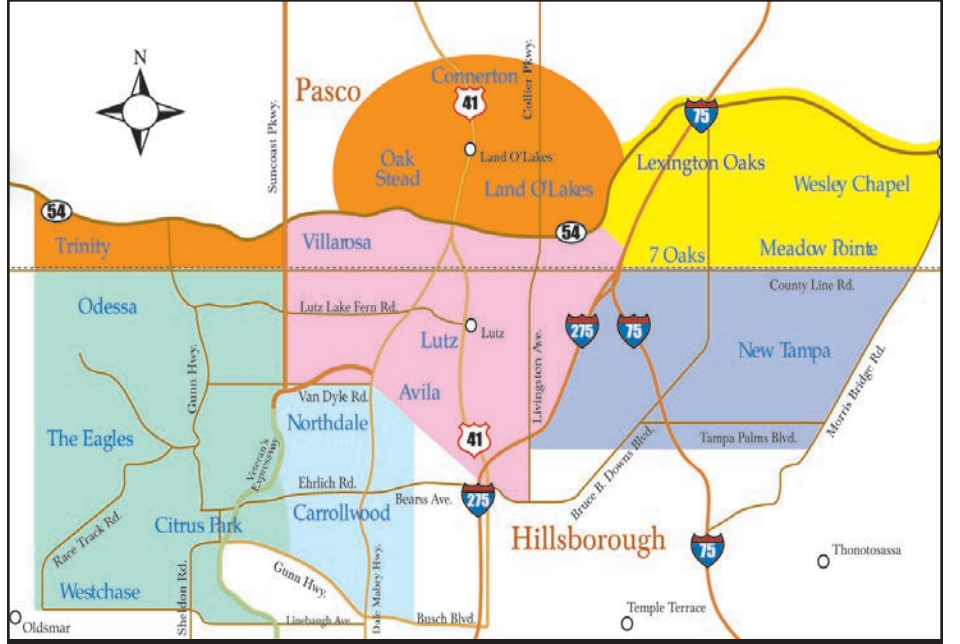 N
Pasco
Connerton
41
Collier Pkwy.
75
Suncoast Pkwy.
Land O'Lakes
Oak
Stead
Land O'Lakes
Lexington Oaks
Wesley Chapel
54
Trinity
Villarosa
54
7 Oaks
Meadow Pointe
County Line Rd.
Odessa
Lutz Lake Fern Rd.
Lutz
Lutz
275
75
New Tampa
Gunn Hwy.
Livingston Ave.
Morris Bridge Rd.
Avila
Van Dyle Rd.
Northdale
The Eagles
Veteran's
Expressway
41
Tampa Palms Blvd.
Bruce B. Downs Blvd.
Ehrlich Rd.
Bearss Ave.
275
Race Track Rd.
Citrus Park
Carrollwood
Hillsborough
75
Thonotosassa
Gunn Hwy.
Dale Mabry Hwy.
Sheldon Rd.
Westchase
Linebaugh Ave.
Busch Blvd.
Temple Terrace
Oldsmar